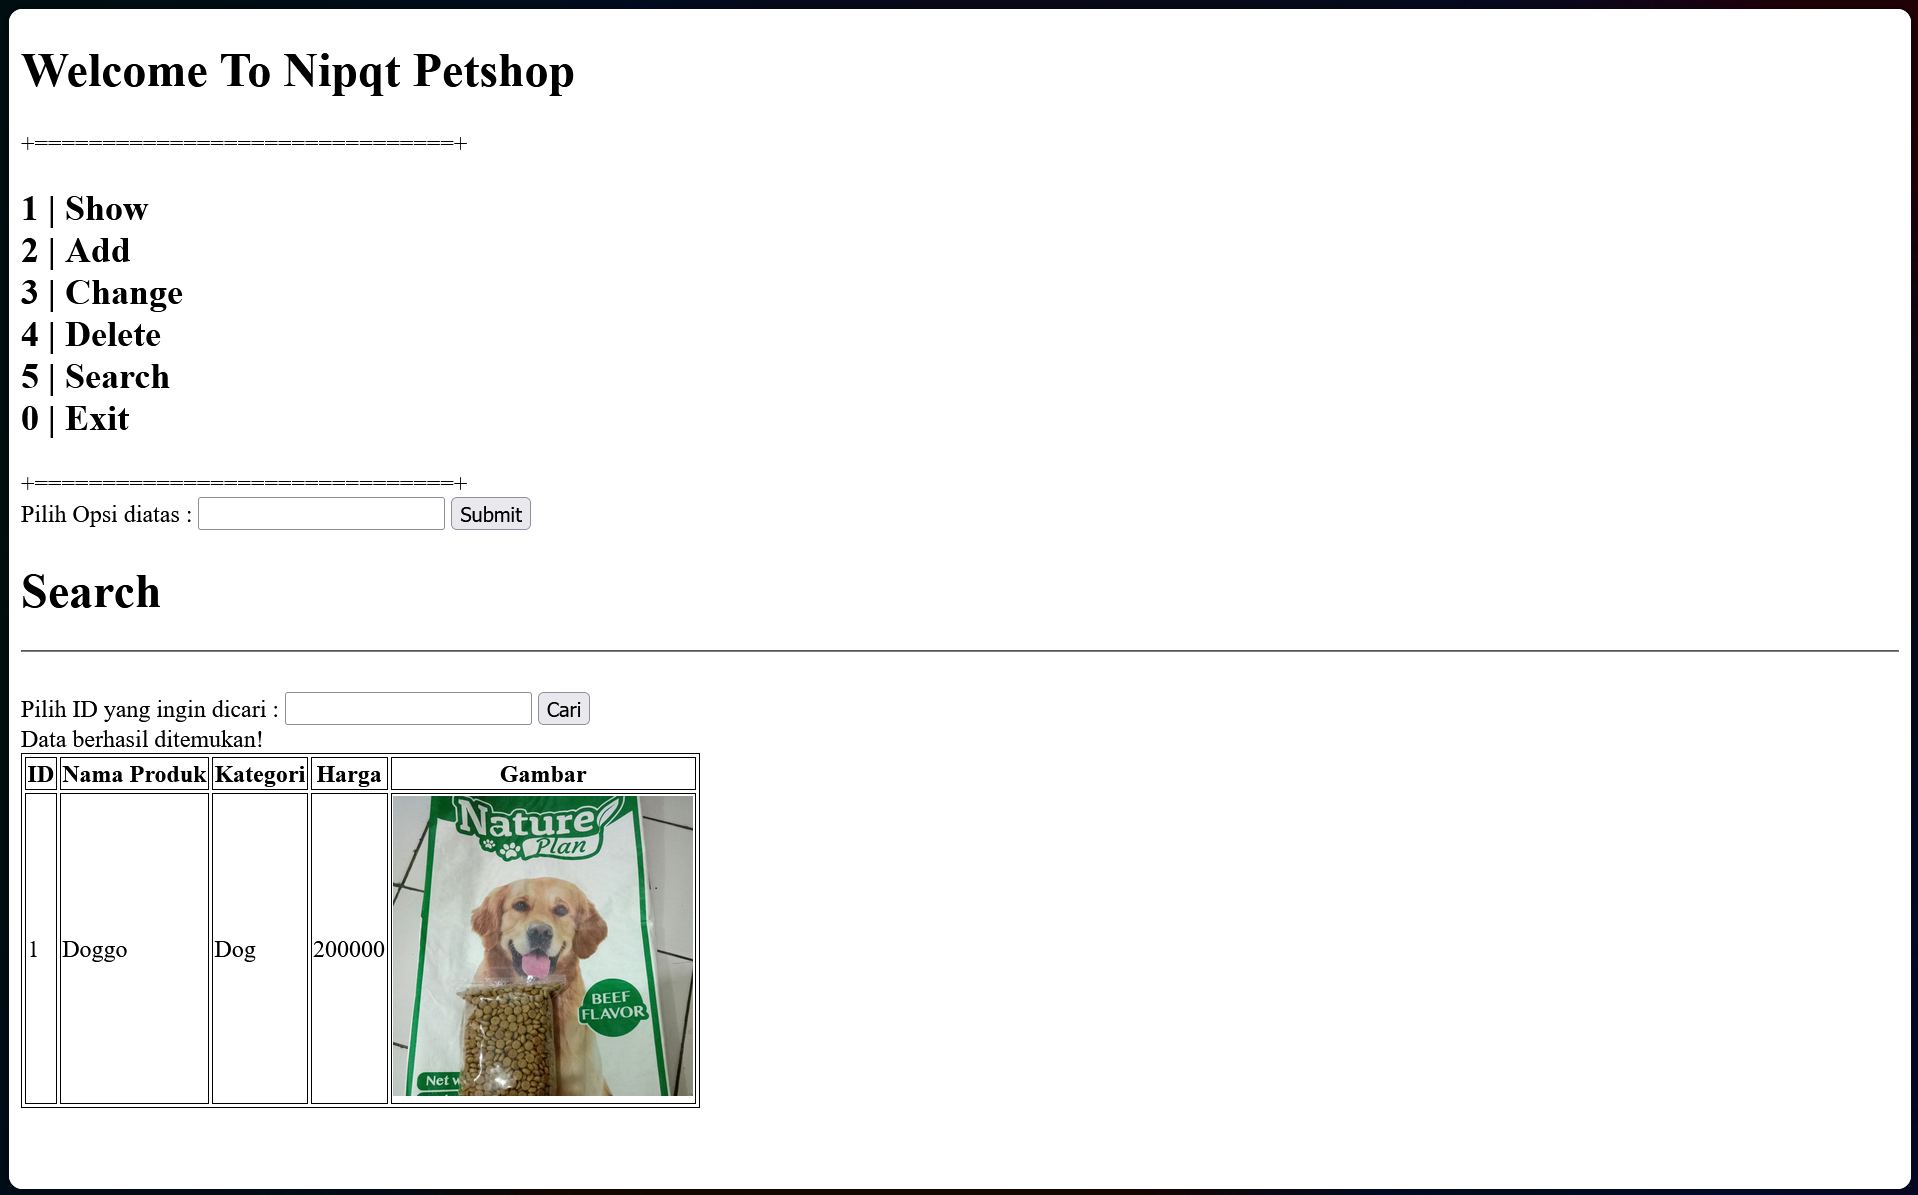 Welcome To Nipqt Petshop
+===============================+
1 | Show
2 | Add
3 | Change
4 | Delete
5 | Search
0 | Exit
+===============================+
Pilih Opsi diatas : Submit
Search
Pilih ID yang ingin dicari : Cari
Data berhasil ditemukan!
ID Nama Produk Kategori Harga Gambar
1 Doggo Dog 200000
Nature
Plan
BEEF
FLAVOR
Net